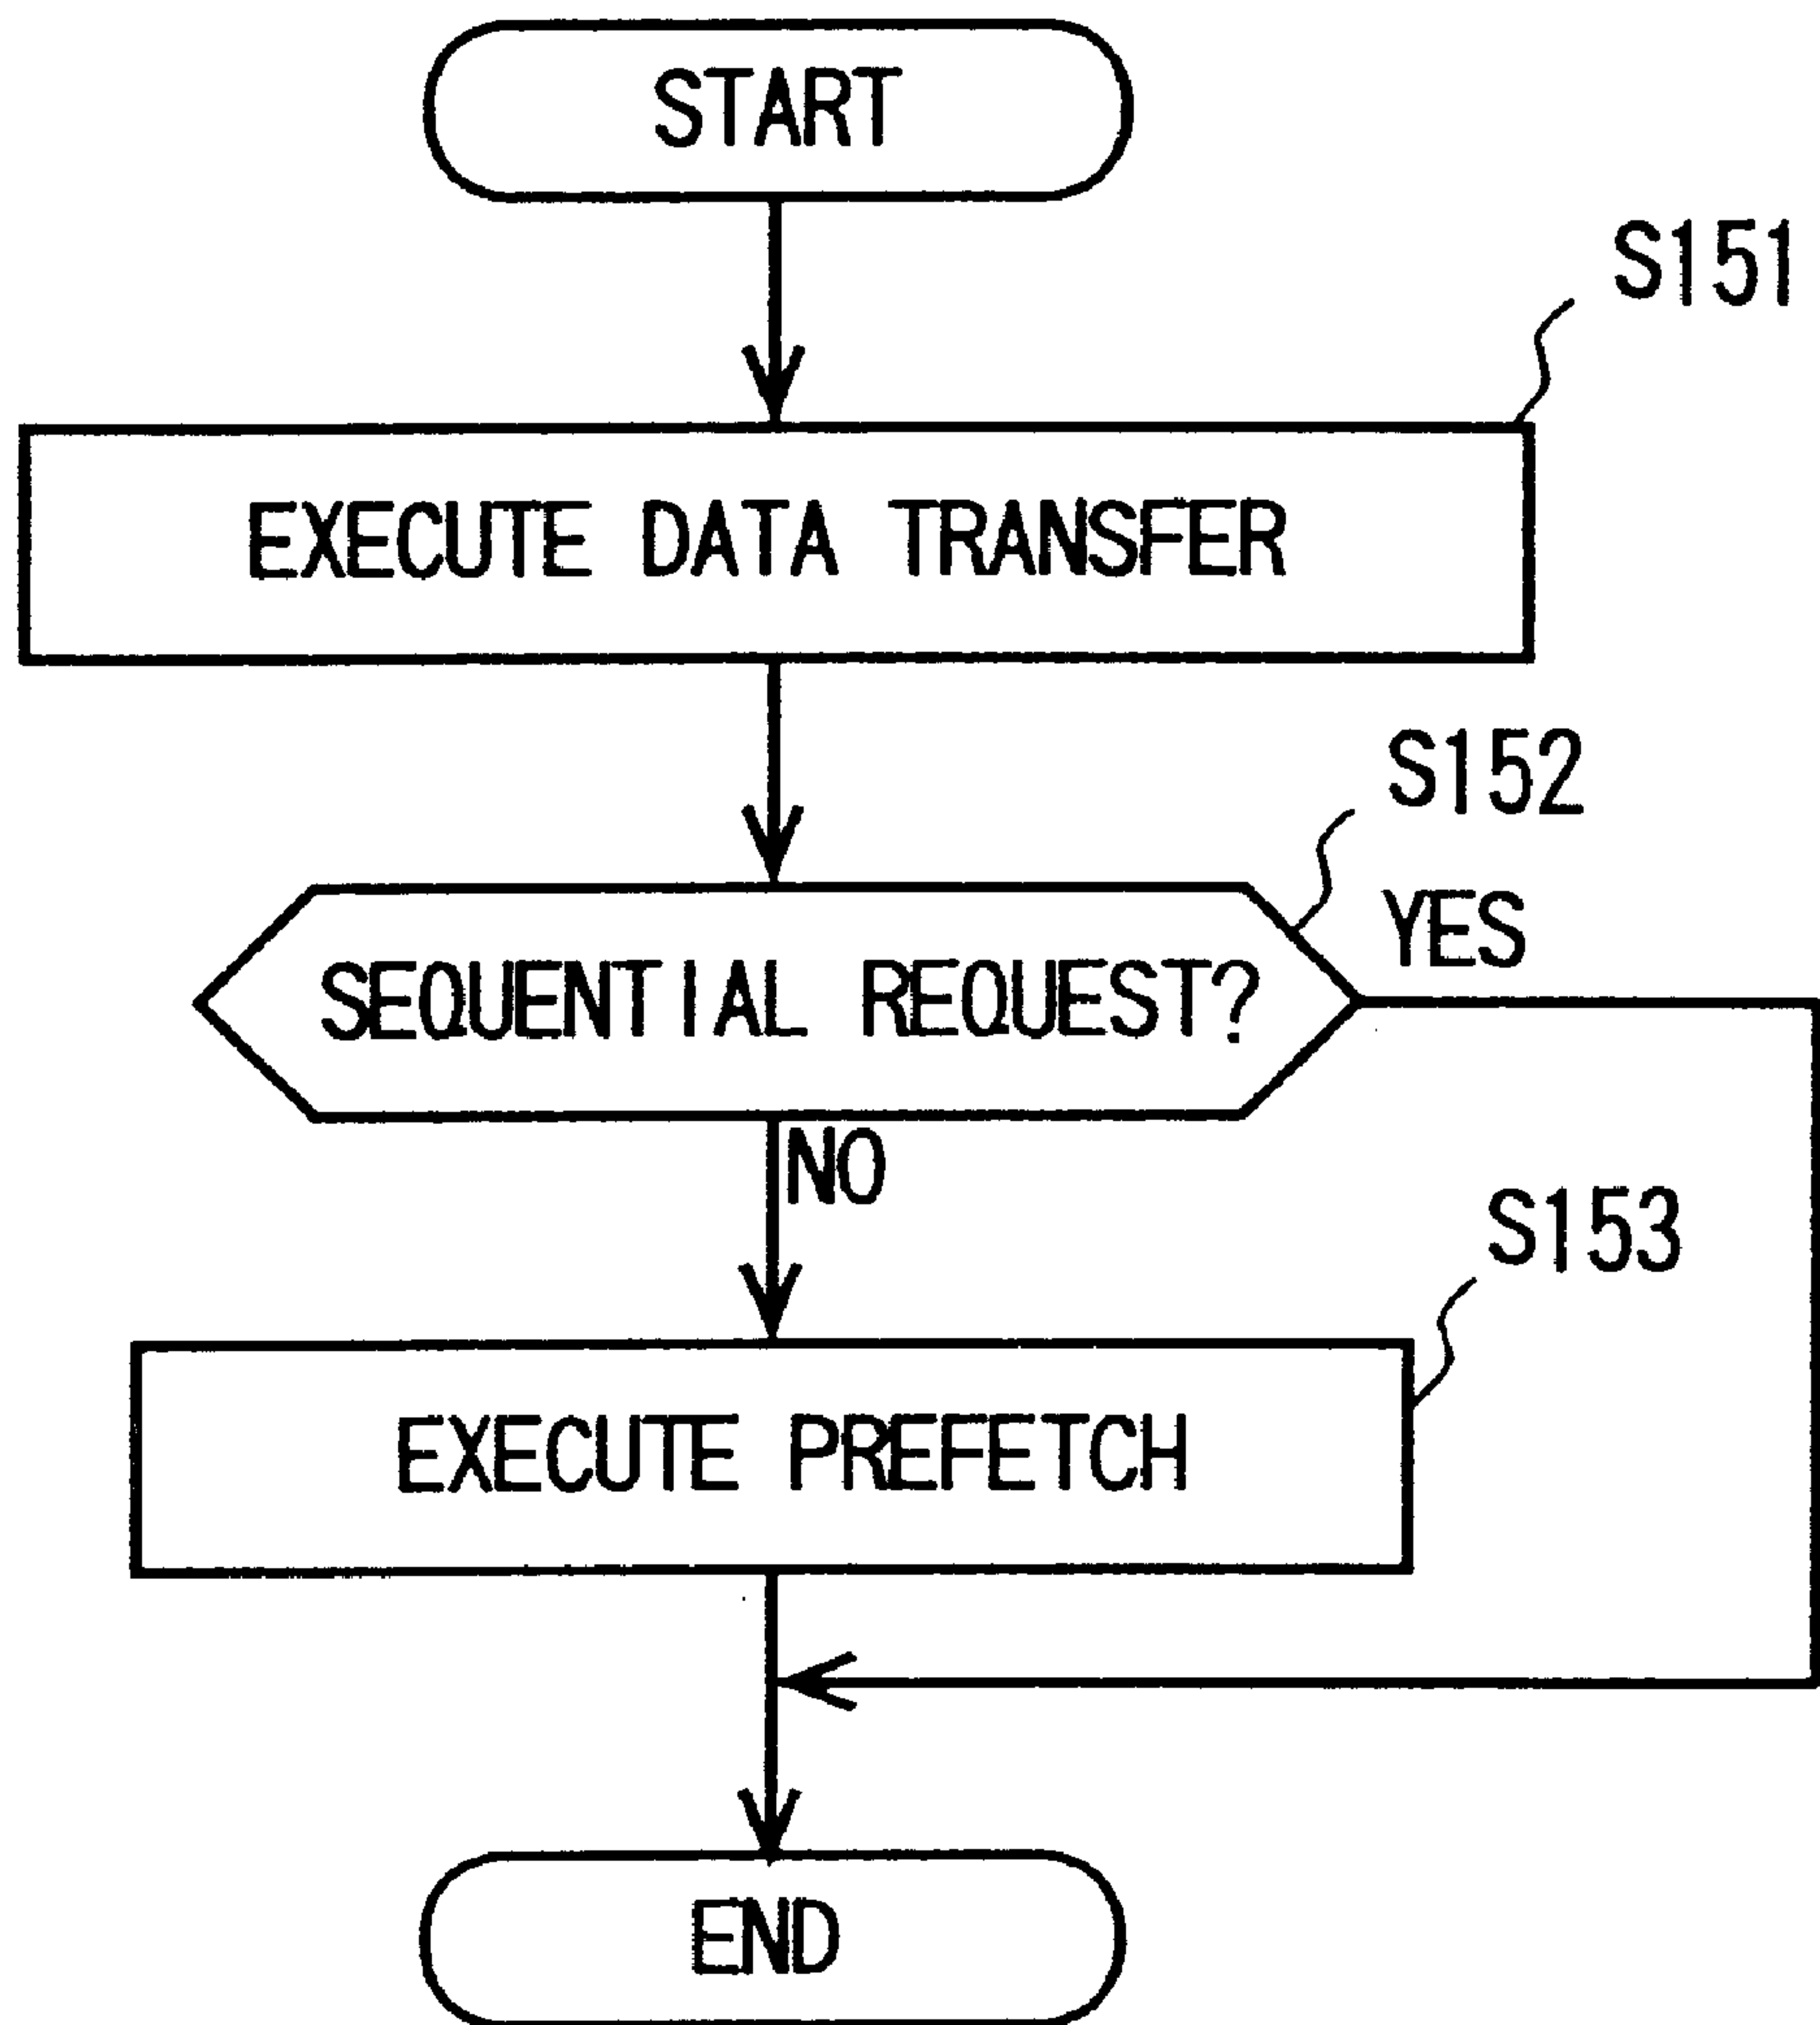 START
S151
EXECUTE DATA TRANSFER
S152
YES
SEQUENTIAL REQUEST?
NO
S153
EXECUTE PREFETCH
END